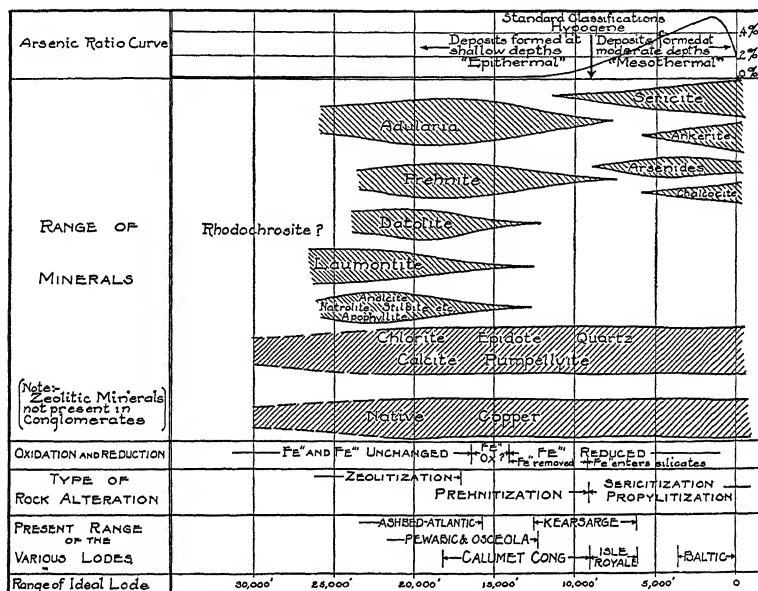 Standard Classifications
Hypogene
Arsenic Ratio Curve
Deposits formed at
shallow depths
"Epithermal"
Deposits formed at
moderate depths
"Mesothermal"
4%
2%
0%
Sericite
Adularia
Ankerite
Arsenides
Prehnite
Chalcocite
RANGE OF
MINERALS
Rhodochrosite?
Datolite
Laumontite
Analcite
Natrolite Stilbite etc
Apophyllite
Chlorite Epidote Quartz
Calcite Pumpellyite
(Note:-
Zeolitic Minerals
not present in
Conglomerates)
Native Copper
OXIDATION AND REDUCTION
Fe" AND Fe"' UNCHANGED
Fe"
OX?
Fe"' REDUCED
Fe" removed
Fe" enters silicates
TYPE OF
ROCK ALTERATION
ZEOLITIZATION
PREHNITIZATION
SERICITIZATION
PROPYLITIZATION
PRESENT RANGE
OF THE
VARIOUS LODES
ASHBED-ATLANTIC
KEARSARGE
PEWABIC & OSCEOLA
CALUMET CONG
ISLE
ROYALE
BALTIC
Range of Ideal Lode
30,000' 25,000' 20,000' 15,000' 10,000' 5,000' 0